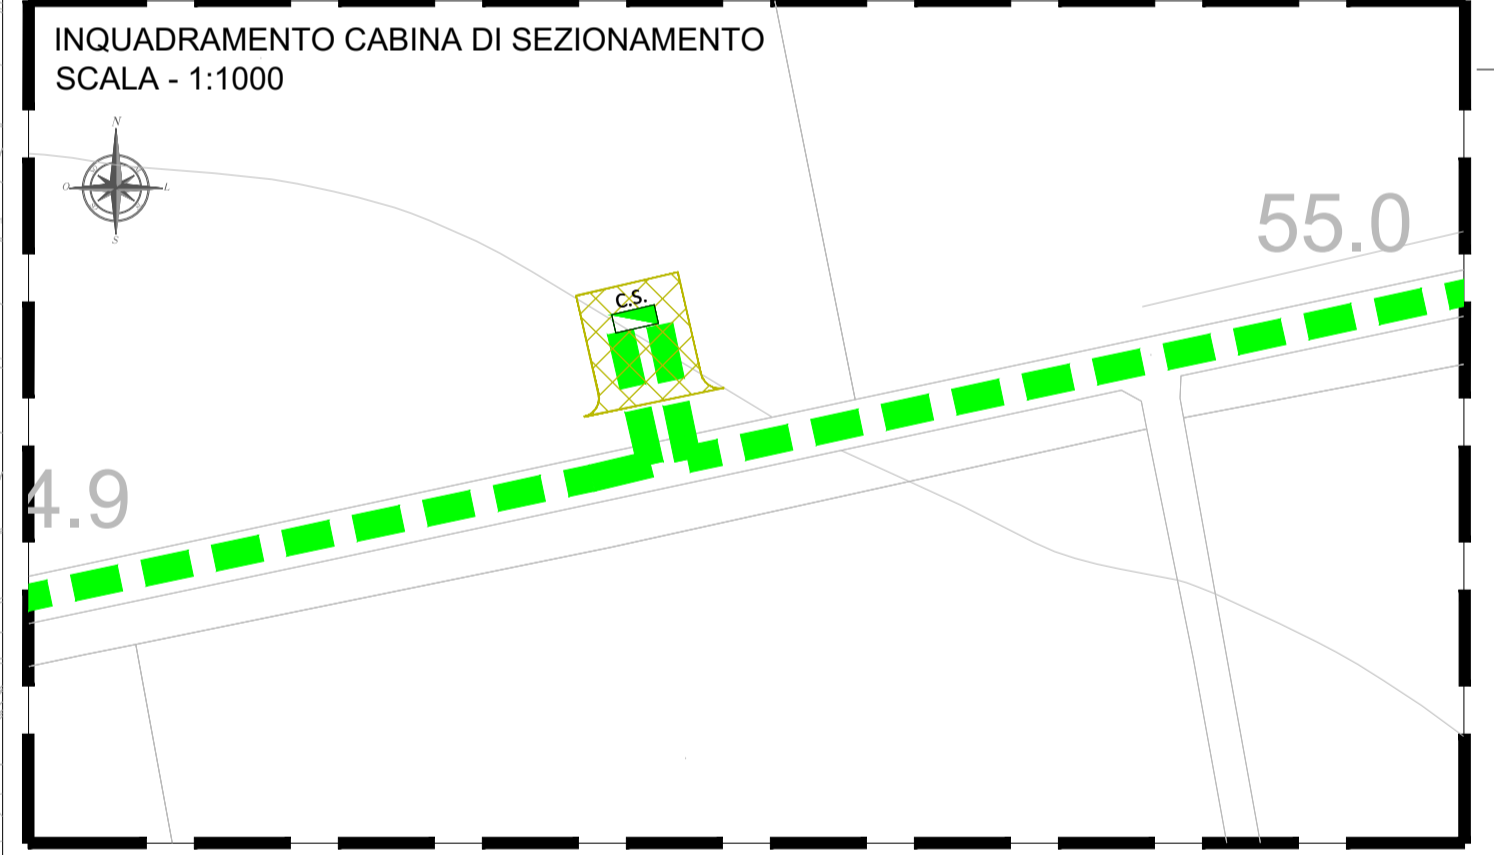 INQUADRAMENTO CABINA DI SEZIONAMENTO
SCALA - 1:1000
N
O L
S
55.0
C.S.
4.9